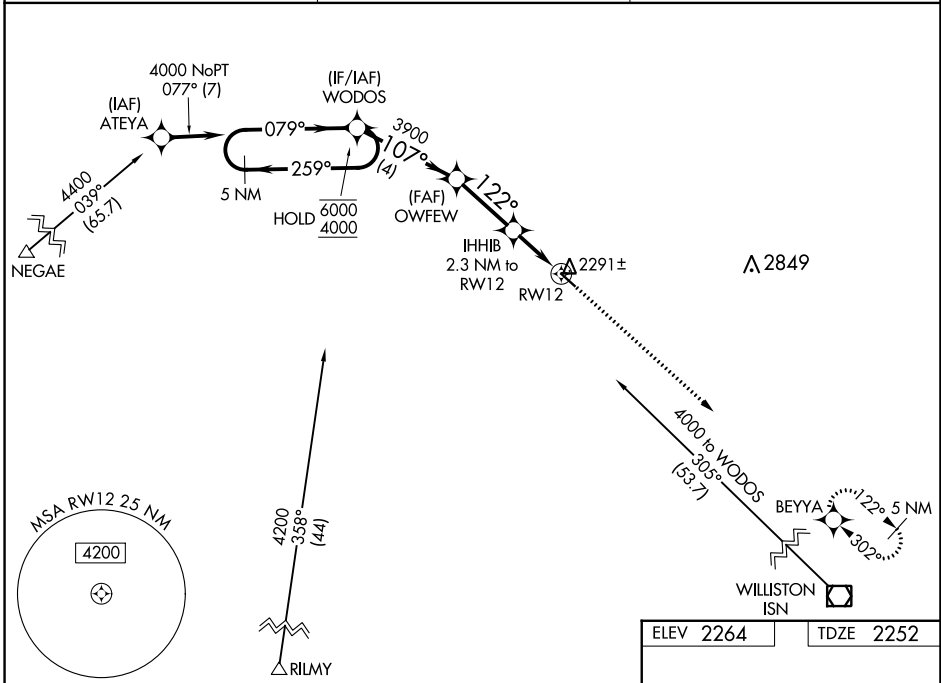 4000 NoPT
077° (7)
(IAF)
ATEYA
(IF/IAF)
WODOS
079°
259°
5 NM
HOLD
6000
4000
3900
107°
(4)
(FAF)
OWFEW
122°
IHHIB
2.3 NM to
RW12
RW12
2291±
2849
4400
039°
(65.7)
NEGAE
4200
358°
(44)
RILMY
4000 to WODOS
305°
(53.7)
BEYYA
122°
5 NM
302°
WILLISTON
ISN
MSA RW12 25 NM
4200
ELEV 2264
TDZE 2252